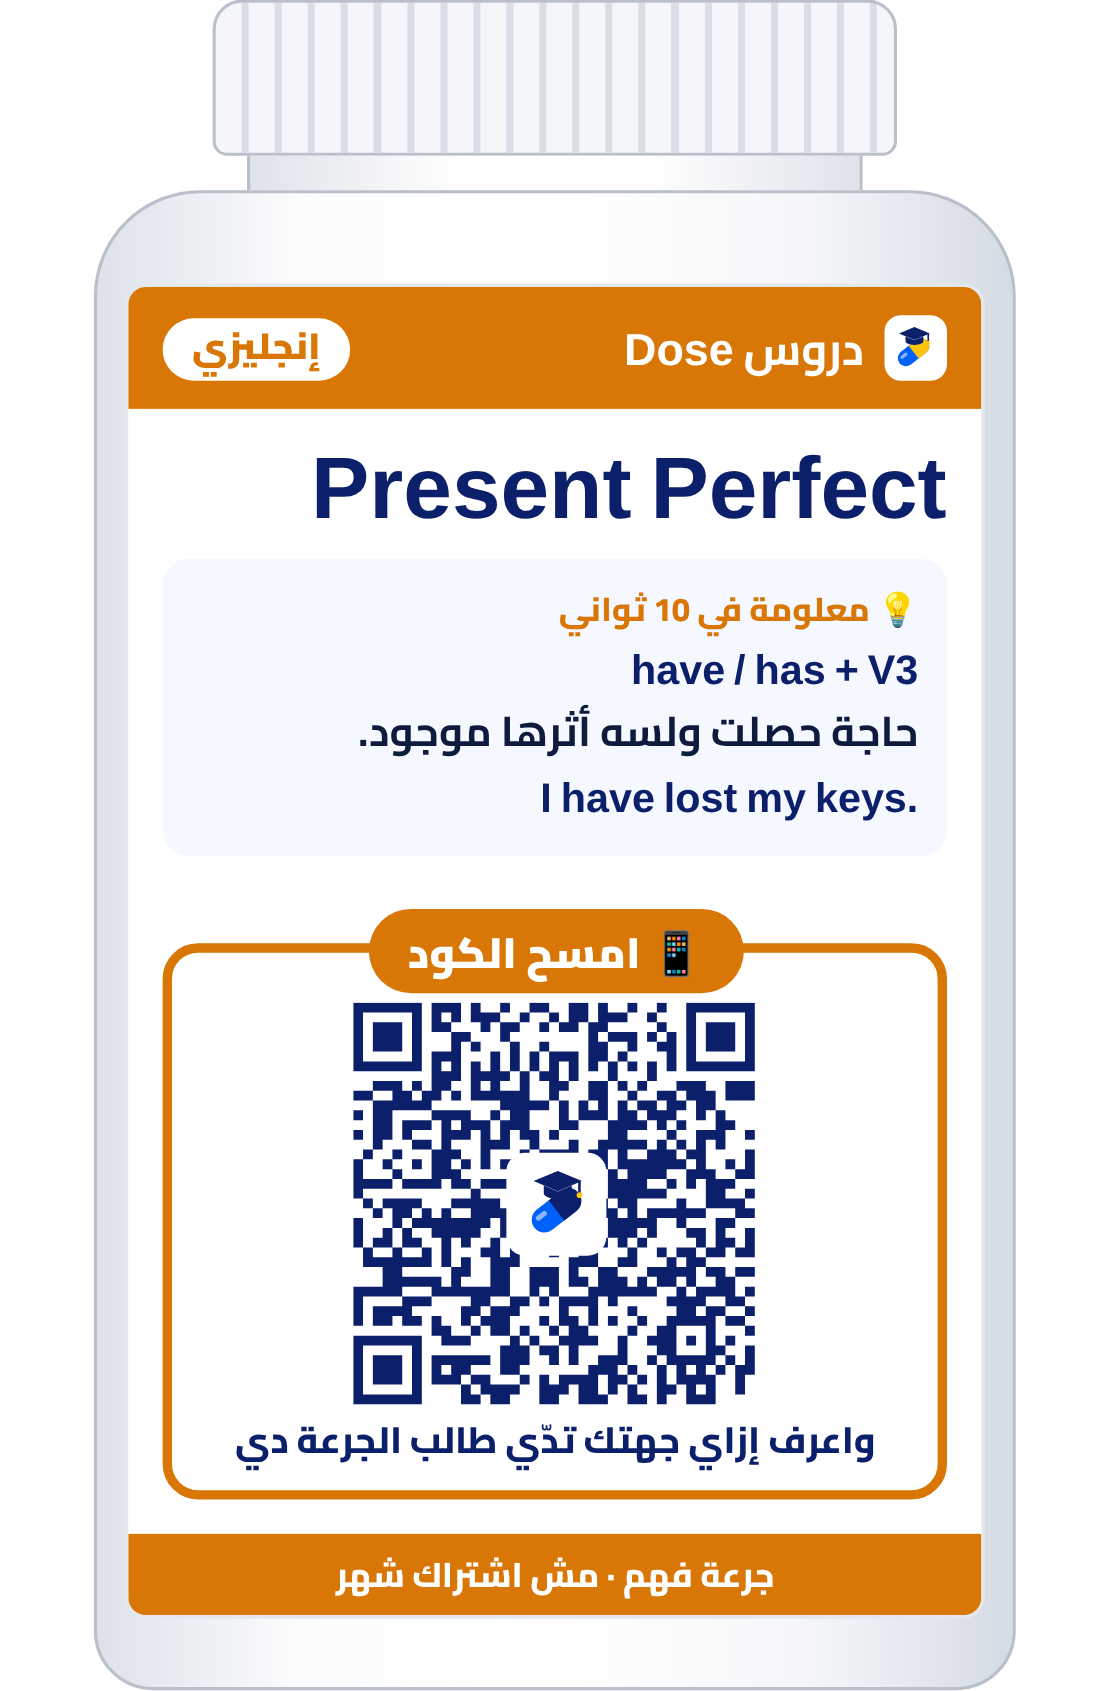 دروس Dose
إنجليزي
Present Perfect
💡 معلومة في 10 ثواني
have / has + V3
حاجة حصلت ولسه أثرها موجود.
I have lost my keys.
📱 امسح الكود
واعرف إزاي جهتك تدّي طالب الجرعة دي
جرعة فهم · مش اشتراك شهر